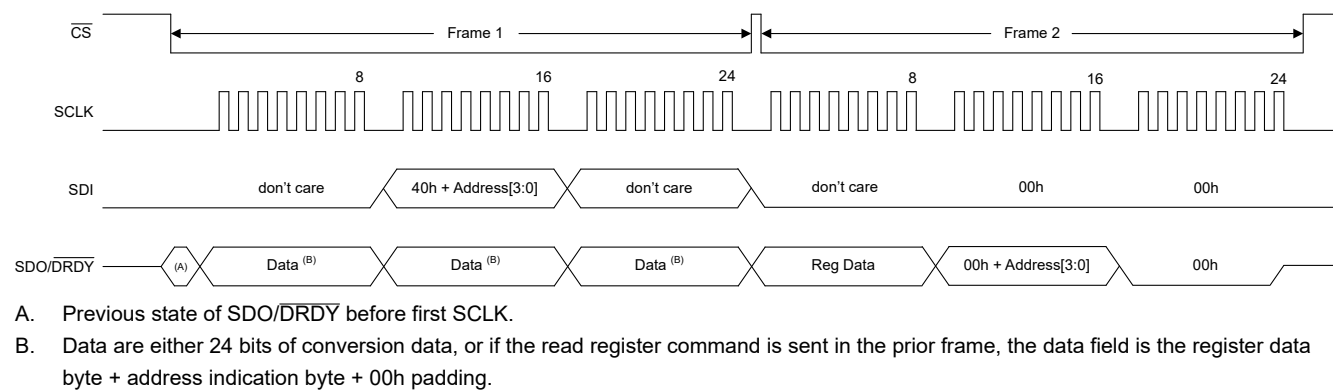 CS
Frame 1
Frame 2
8 16 24 8 16 24
SCLK
SDI
don't care 40h + Address[3:0] don't care don't care 00h 00h
SDO/DRDY
(A) Data (B) Data (B) Data (B) Reg Data 00h + Address[3:0] 00h
A. Previous state of SDO/DRDY before first SCLK.
B. Data are either 24 bits of conversion data, or if the read register command is sent in the prior frame, the data field is the register data
byte + address indication byte + 00h padding.